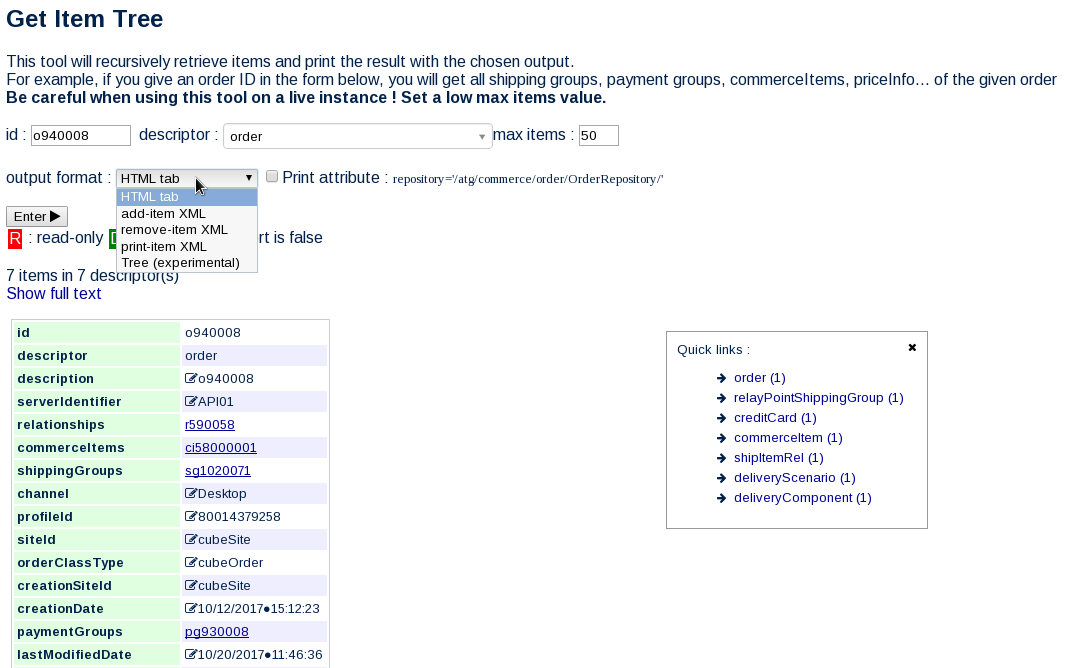 Get Item Tree
This tool will recursively retrieve items and print the result with the chosen output.
For example, if you give an order ID in the form below, you will get all shipping groups, payment groups, commerceItems, priceInfo... of the given order
Be careful when using this tool on a live instance ! Set a low max items value.
id : o940008 descriptor : order max items : 50
output format : HTML tab Print attribute : repository='/atg/commerce/order/OrderRepository/'
HTML tab
add-item XML
remove-item XML
print-item XML
Tree (experimental)
Enter
R : read-only rt is false
7 items in 7 descriptor(s)
Show full text
id o940008
descriptor order
description o940008
serverIdentifier API01
relationships r590058
commerceItems ci58000001
shippingGroups sg1020071
channel Desktop
profileId 80014379258
siteId cubeSite
orderClassType cubeOrder
creationSiteId cubeSite
creationDate 10/12/2017●15:12:23
paymentGroups pg930008
lastModifiedDate 10/20/2017●11:46:36
Quick links :
order (1)
relayPointShippingGroup (1)
creditCard (1)
commerceItem (1)
shipItemRel (1)
deliveryScenario (1)
deliveryComponent (1)